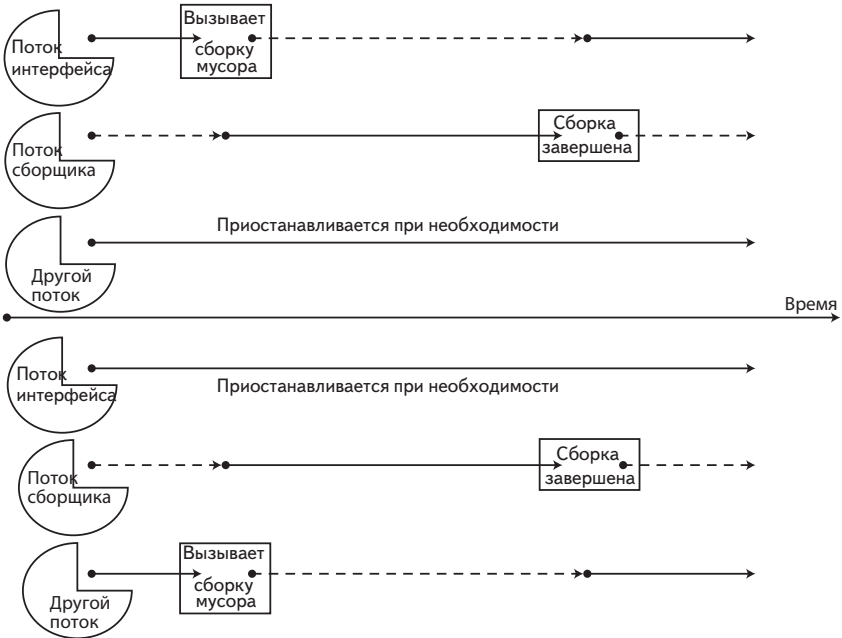 Поток
интерфейса
Вызывает
сборку
мусора
Поток
сборщика
Сборка
завершена
Другой
поток
Приостанавливается при необходимости
Время
Поток
интерфейса
Приостанавливается при необходимости
Поток
сборщика
Сборка
завершена
Другой
поток
Вызывает
сборку
мусора